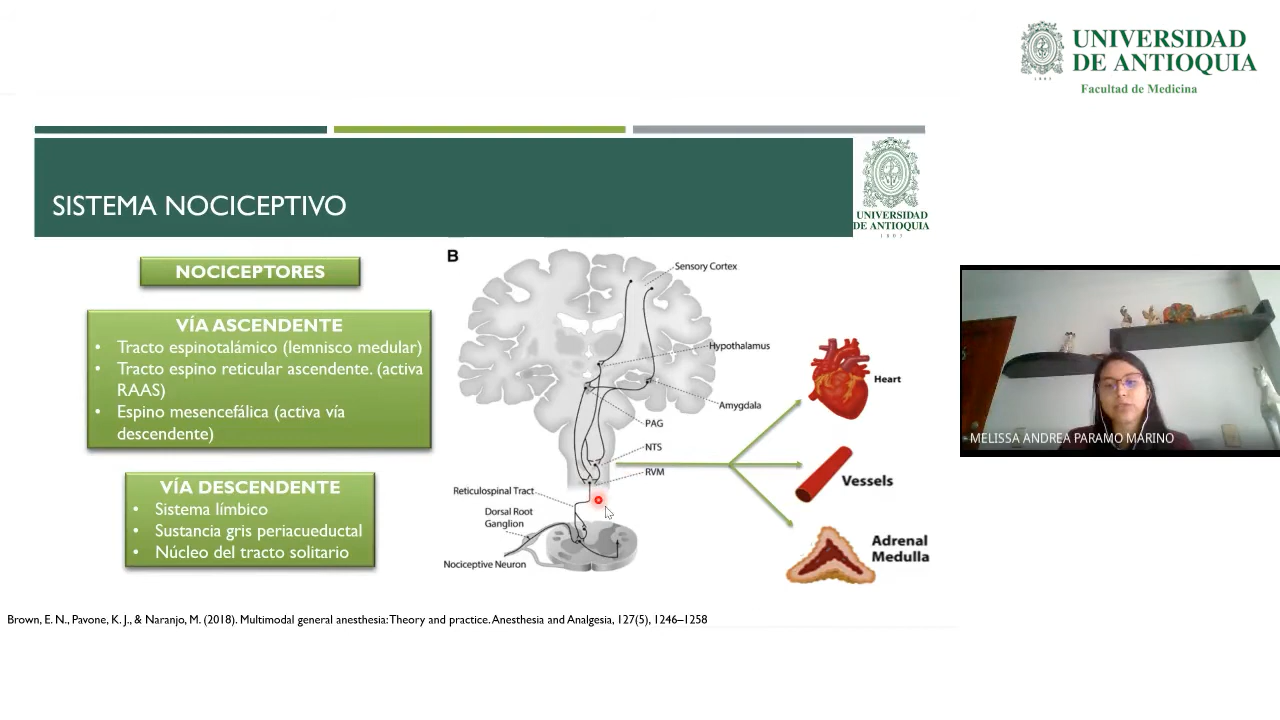 UNIVERSIDAD
DE ANTIOQUIA
1803
Facultad de Medicina
SISTEMA NOCICEPTIVO
UNIVERSIDAD
DE ANTIOQUIA
1803
NOCICEPTORES
VÍA ASCENDENTE
• Tracto espinotalámico (lemnisco medular)
• Tracto espino reticular ascendente. (activa
RAAS)
• Espino mesencefálica (activa vía
descendente)
VÍA DESCENDENTE
• Sistema límbico
• Sustancia gris periacueductal
• Núcleo del tracto solitario
B
Sensory Cortex
Hypothalamus
Amygdala
PAG
NTS
RVM
Reticulospinal Tract
Dorsal Root
Ganglion
Nociceptive Neuron
Heart
Vessels
Adrenal
Medulla
MELISSA ANDREA PARAMO MARINO
Brown, E. N., Pavone, K. J., & Naranjo, M. (2018). Multimodal general anesthesia: Theory and practice. Anesthesia and Analgesia, 127(5), 1246–1258